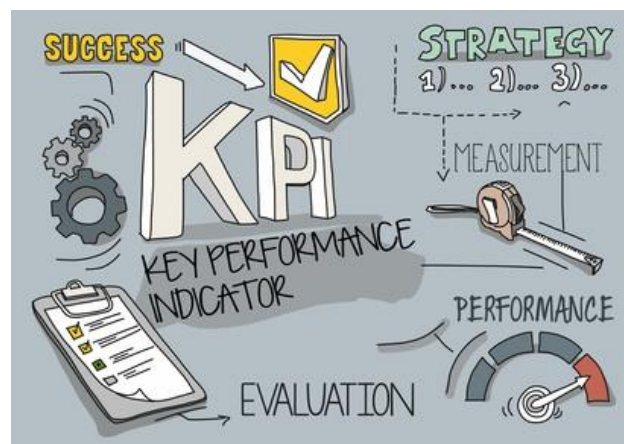 SUCCESS
STRATEGY
1)... 2)... 3)...
KPI
MEASUREMENT
KEY PERFORMANCE
INDICATOR
PERFORMANCE
EVALUATION